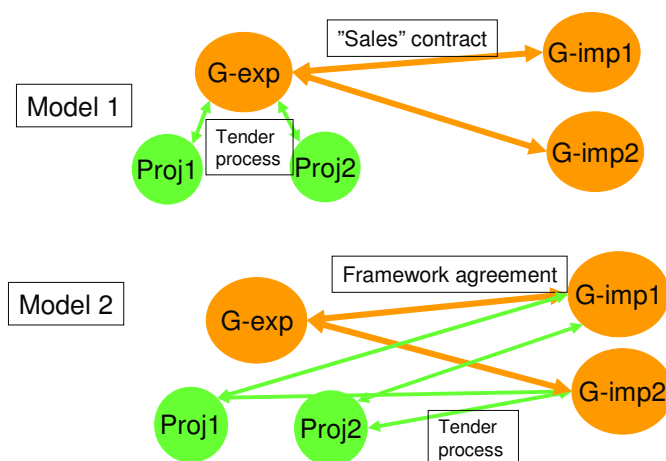 ”Sales” contract
G-exp
G-imp1
Model 1
Tender
process
Proj1
Proj2
G-imp2
Framework agreement
Model 2
G-exp
G-imp1
G-imp2
Proj1
Proj2
Tender
process